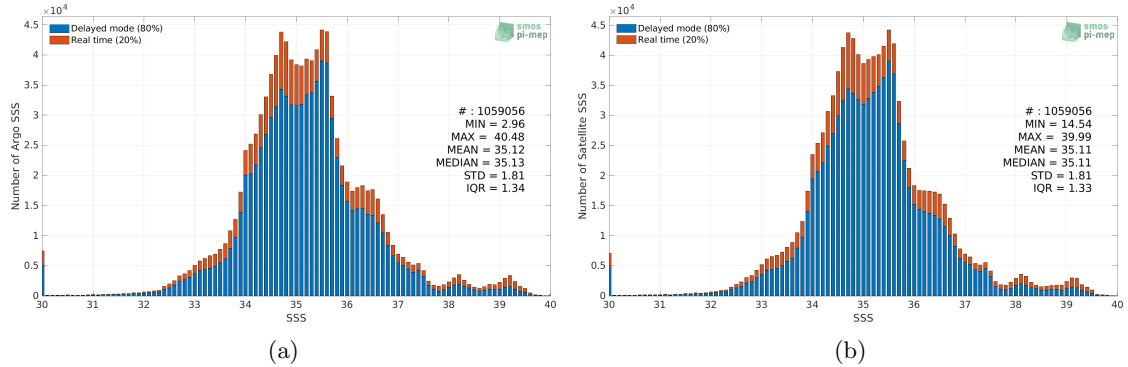 ×10⁴
Delayed mode (80%)
Real time (20%)
smos
pi-mep
4.5
4
3.5
3
2.5
2
1.5
1
0.5
0
Number of Argo SSS
# : 1059056
MIN = 2.96
MAX = 40.48
MEAN = 35.12
MEDIAN = 35.13
STD = 1.81
IQR = 1.34
30 31 32 33 34 35 36 37 38 39 40
SSS
(a)
×10⁴
Delayed mode (80%)
Real time (20%)
smos
pi-mep
4.5
4
3.5
3
2.5
2
1.5
1
0.5
0
Number of Satellite SSS
# : 1059056
MIN = 14.54
MAX = 39.99
MEAN = 35.11
MEDIAN = 35.11
STD = 1.81
IQR = 1.33
30 31 32 33 34 35 36 37 38 39 40
SSS
(b)